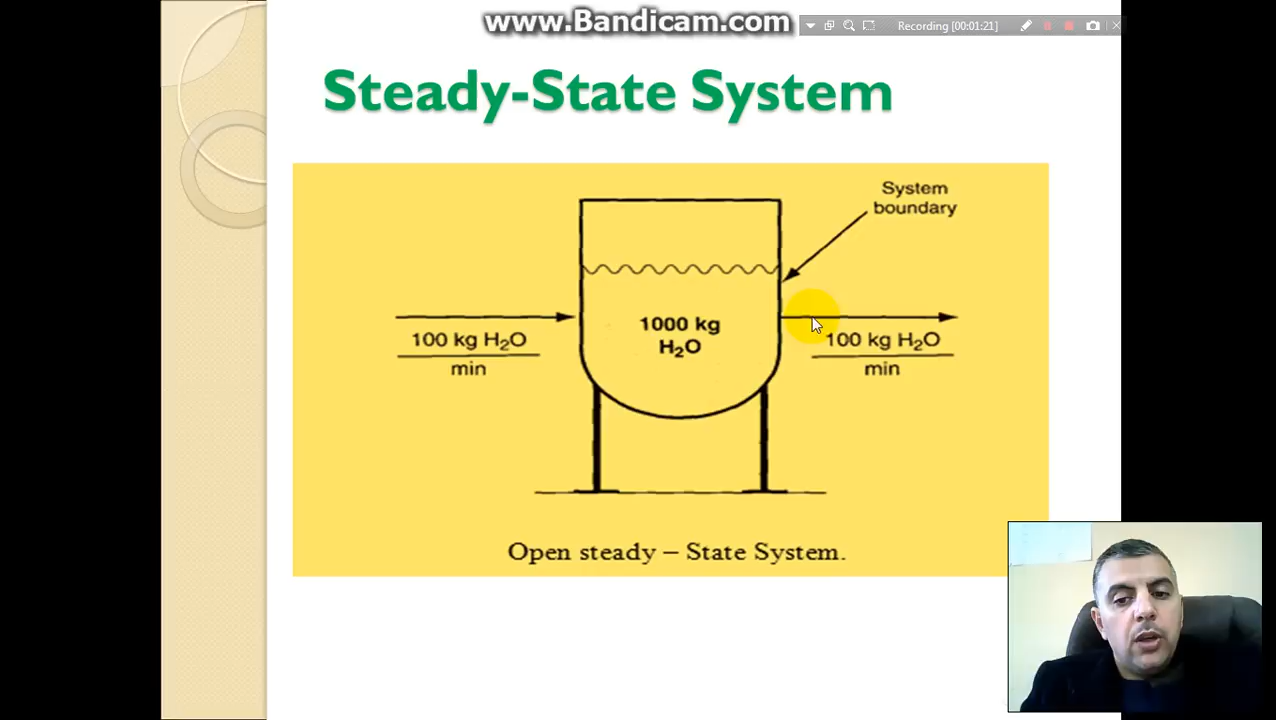 www.Bandicam.com
Recording [00:01:21]
Steady-State System
System
boundary
100 kg H₂O
min
1000 kg
H₂O
100 kg H₂O
min
Open steady – State System.